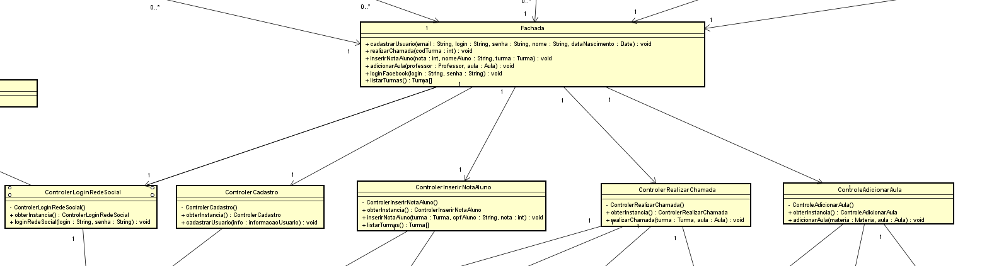 0..*
0..*
0..*
1
1
1
1
1
Fachada
+ cadastrarUsuario(email : String, login : String, senha : String, nome : String, dataNascimento : Date) : void
+ realizarChamada(codTurma : int) : void
+ inserirNotaAluno(nota : int, nomeAluno : String, turma : Turma) : void
+ adicionarAula(professor : Professor, aula : Aula) : void
+ loginFacebook(login : String, senha : String) : void
+ listarTurmas() : Turma[]
1
1
1
1
1
1
1
1
ControlerLoginRedeSocial
- ControlerLoginRedeSocial()
+ obterInstancia() : ControlerLoginRedeSocial
+ loginRedeSocial(login : String, senha : String) : void
1
ControlerCadastro
- ControlerCadastro()
+ obterInstancia() : ControlerCadastro
+ cadastrarUsuario(info : informacaoUsuario) : void
ControlerInserirNotaAluno
- ControlerInserirNotaAluno()
+ obterInstancia() : ControlerInserirNotaAluno
+ inserirNotaAluno(turma : Turma, cpfAluno : String, nota : int) : void
+ listarTurmas() : Turma[]
1
ControlerRealizarChamada
- ControlerRealizarChamada()
+ obterInstancia() : ControlerRealizarChamada
+ realizarChamada(turma : Turma, aula : Aula) : void
1
1
1
1
ControleAdicionarAula
1
- ControleAdicionarAula()
+ obterInstancia() : ControleAdicionarAula
+ adicionarAula(materia : Materia, aula : Aula) : void
1